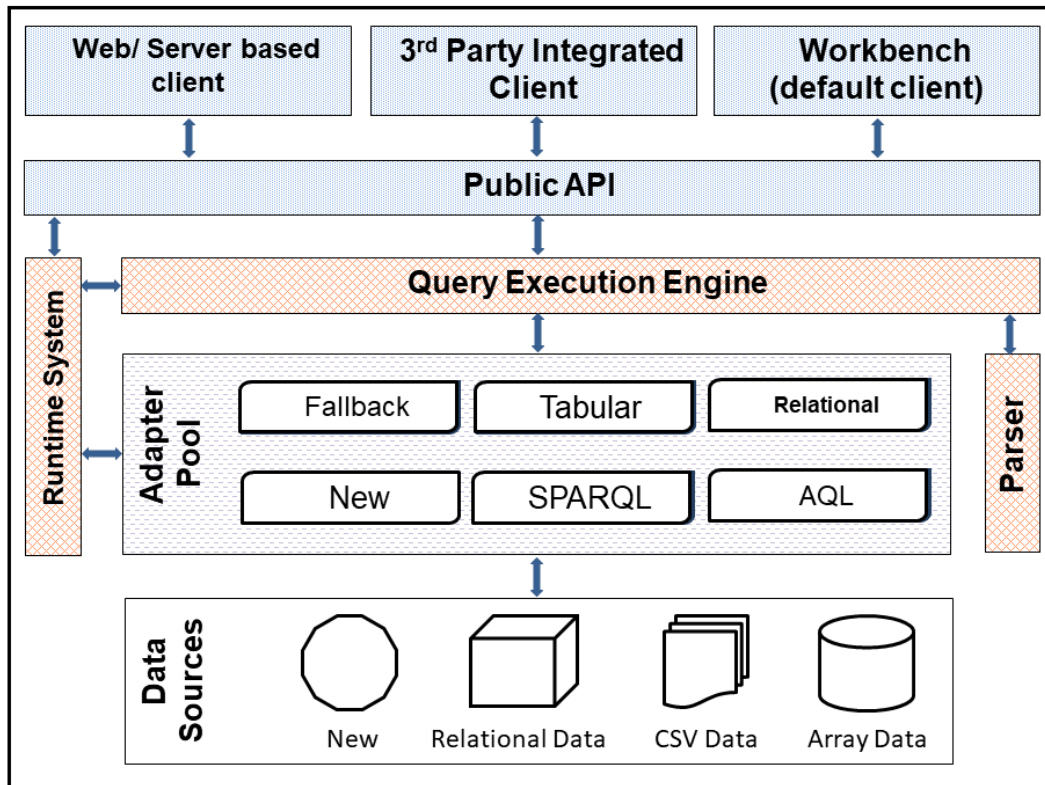 Web/ Server based
client
3rd Party Integrated
Client
Workbench
(default client)
Public API
Runtime System
Query Execution Engine
Adapter
Pool
Fallback
Tabular
Relational
New
SPARQL
AQL
Parser
Data
Sources
New
Relational Data
CSV Data
Array Data